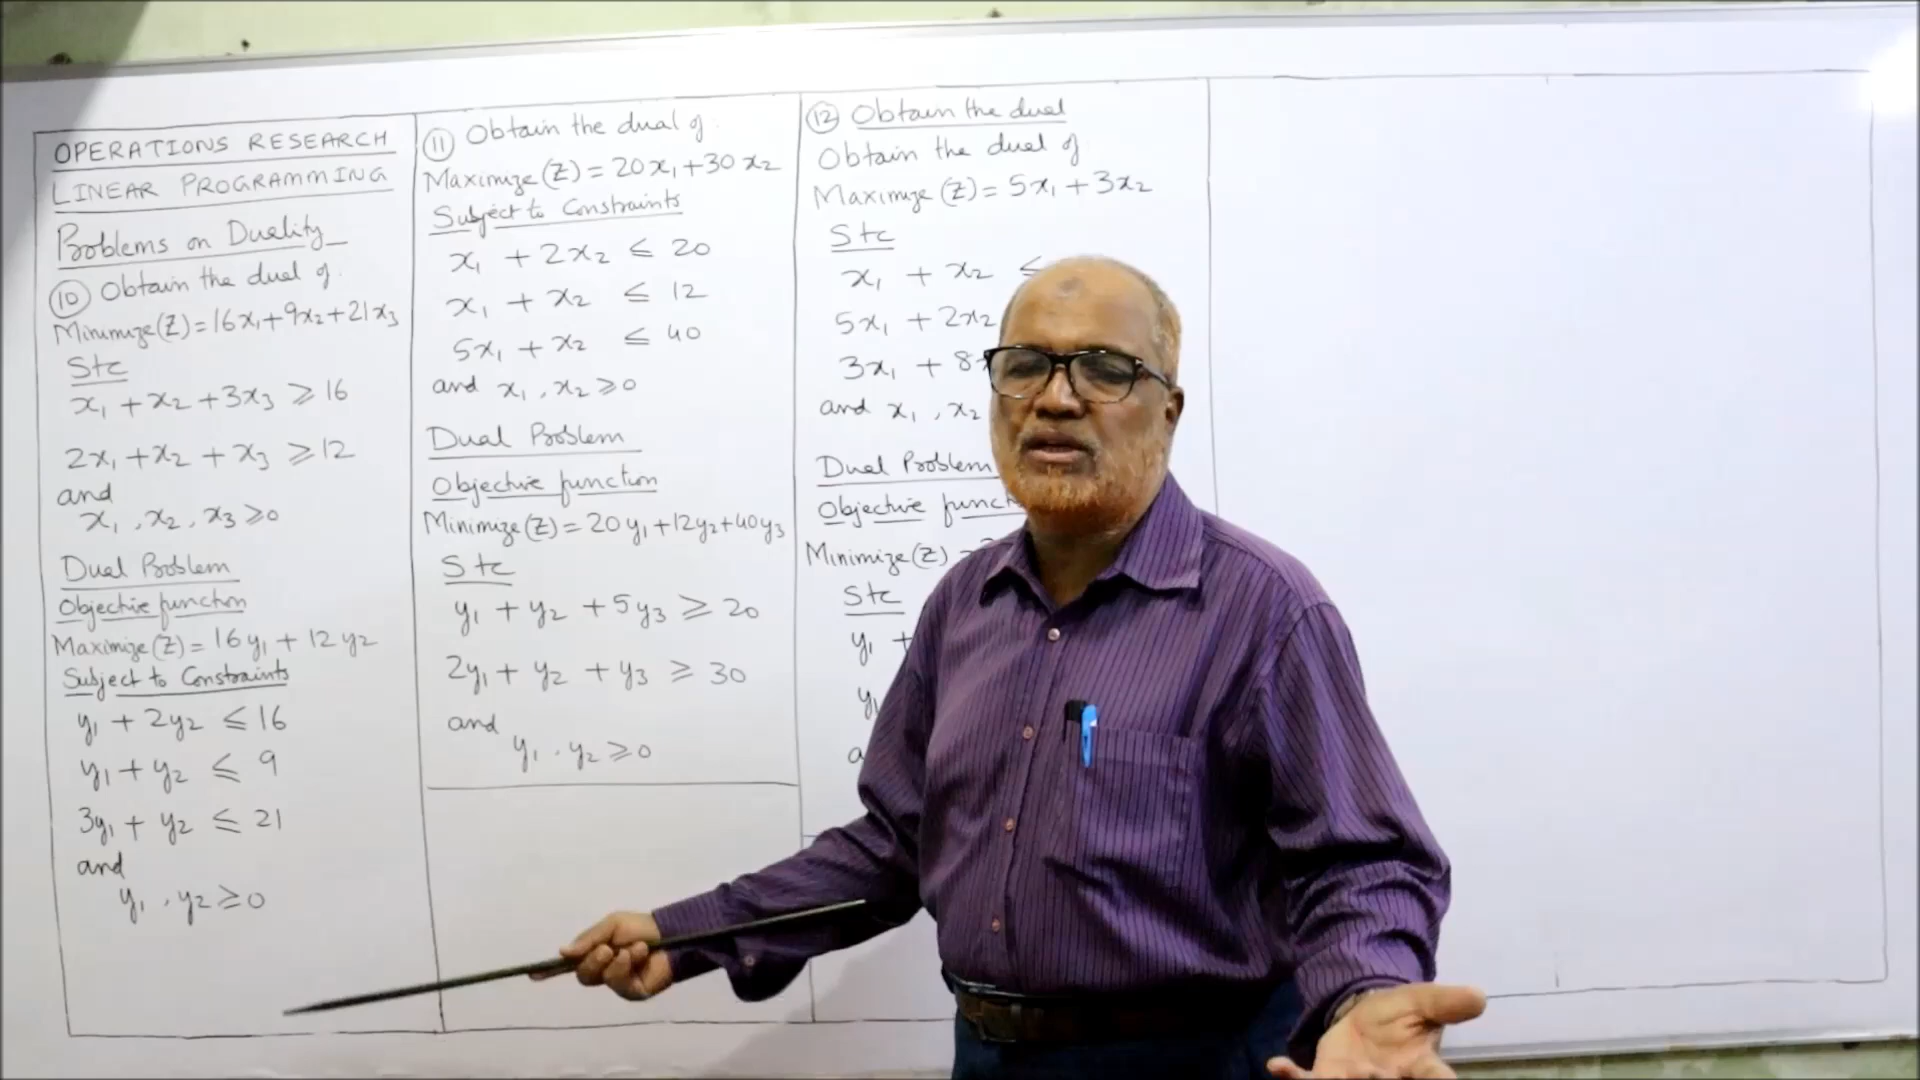 OPERATIONS RESEARCH
LINEAR PROGRAMMING
Problems on Duality
⑩ Obtain the dual of
Minimize(Z)=16x₁+9x₂+21x₃
Stc
x₁ + x₂ + 3x₃ ≥ 16
2x₁ + x₂ + x₃ ≥ 12
and
x₁, x₂, x₃ ≥ 0
Dual Problem
Objective function
Maximize(Z) = 16y₁ + 12y₂
Subject to Constraints
y₁ + 2y₂ ≤ 16
y₁ + y₂ ≤ 9
3y₁ + y₂ ≤ 21
and
y₁, y₂ ≥ 0
⑪ Obtain the dual of:
Maximize(Z) = 20x₁+30x₂
Subject to Constraints
x₁ + 2x₂ ≤ 20
x₁ + x₂ ≤ 12
5x₁ + x₂ ≤ 40
and x₁, x₂ ≥ 0
Dual Problem
Objective function
Minimize(Z) = 20y₁+12y₂+40y₃
Stc
y₁ + y₂ + 5y₃ ≥ 20
2y₁ + y₂ + y₃ ≥ 30
and
y₁, y₂ ≥ 0
⑫ Obtain the dual
Obtain the dual of
Maximize(Z) = 5x₁ + 3x₂
Stc
x₁ + x₂ ≤
5x₁ + 2x₂
3x₁ + 8
and x₁, x₂
Dual Problem
Objective
Minimize(Z)
Stc
y₁ +
y₁